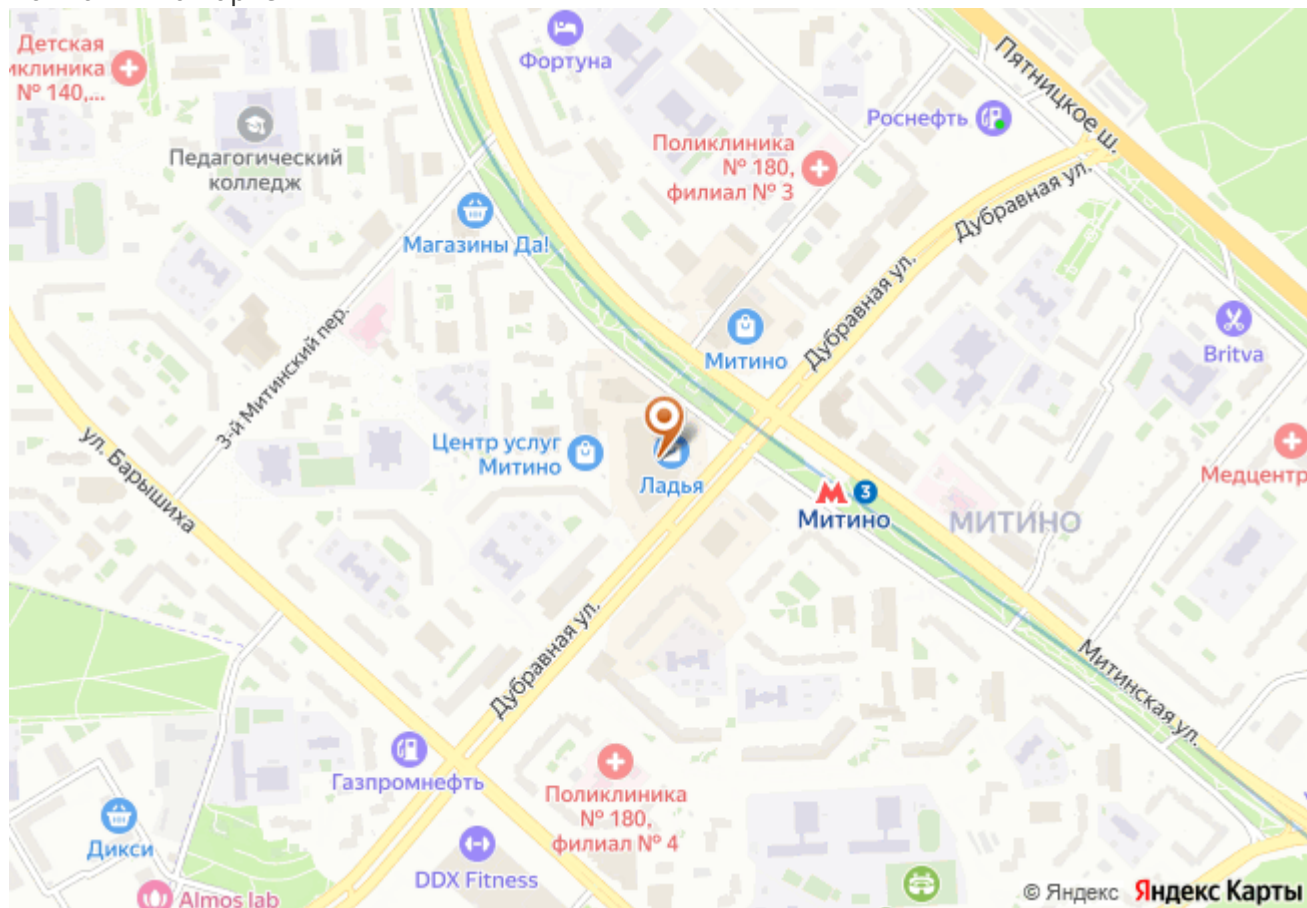 Детская
иклиника
№ 140,...
Фортуна
Пятницкое ш.
Роснефть
Педагогический
колледж
Поликлиника
№ 180,
филиал № 3
Дубравная ул.
Магазины Да!
Дубравная ул.
3-й Митинский пер.
Митино
Britva
ул. Барышиха
Центр услуг
Митино
Ладья
Медцентр
3
Митино
МИТИНО
Дубравная ул.
Митинская ул.
Газпромнефть
Поликлиника
№ 180,
филиал № 4
Дикси
DDX Fitness
Almos lab
© Яндекс Яндекс Карты